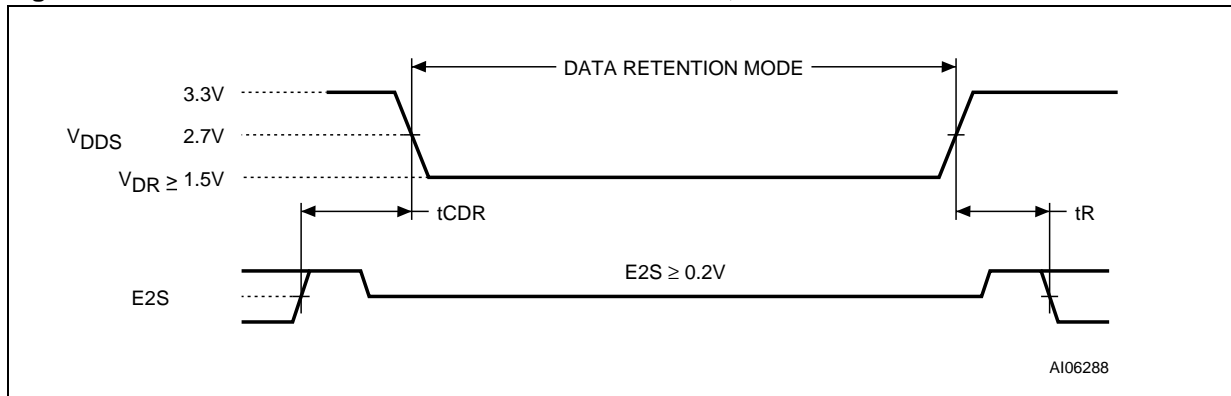 DATA RETENTION MODE
3.3V
VDDS 2.7V
VDR ≥ 1.5V
tCDR
tR
E2S ≥ 0.2V
E2S
AI06288